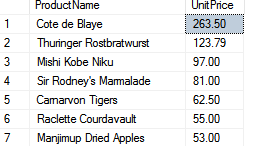 ProductName UnitPrice
1 Cote de Blaye 263.50
2 Thuringer Rostbratwurst 123.79
3 Mishi Kobe Niku 97.00
4 Sir Rodney's Marmalade 81.00
5 Carnarvon Tigers 62.50
6 Raclette Courdavault 55.00
7 Manjimup Dried Apples 53.00